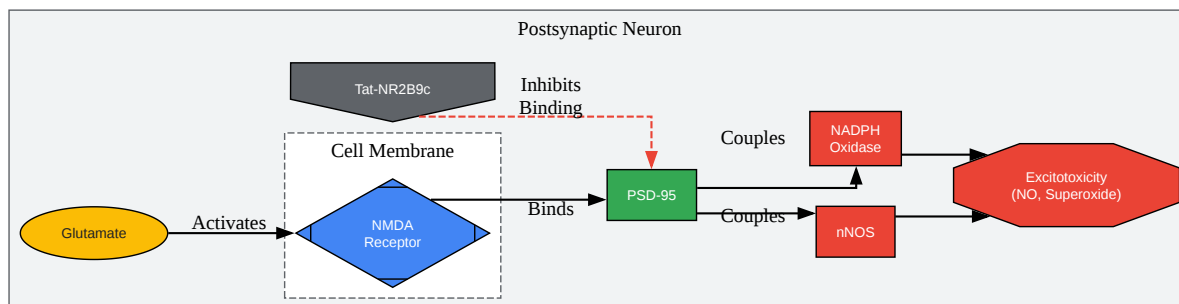 Postsynaptic Neuron
Tat-NR2B9c
Inhibits
Binding
Cell Membrane
Couples
NADPH
Oxidase
Excitotoxicity
(NO, Superoxide)
PSD-95
Binds
Couples
nNOS
Glutamate
Activates
NMDA
Receptor